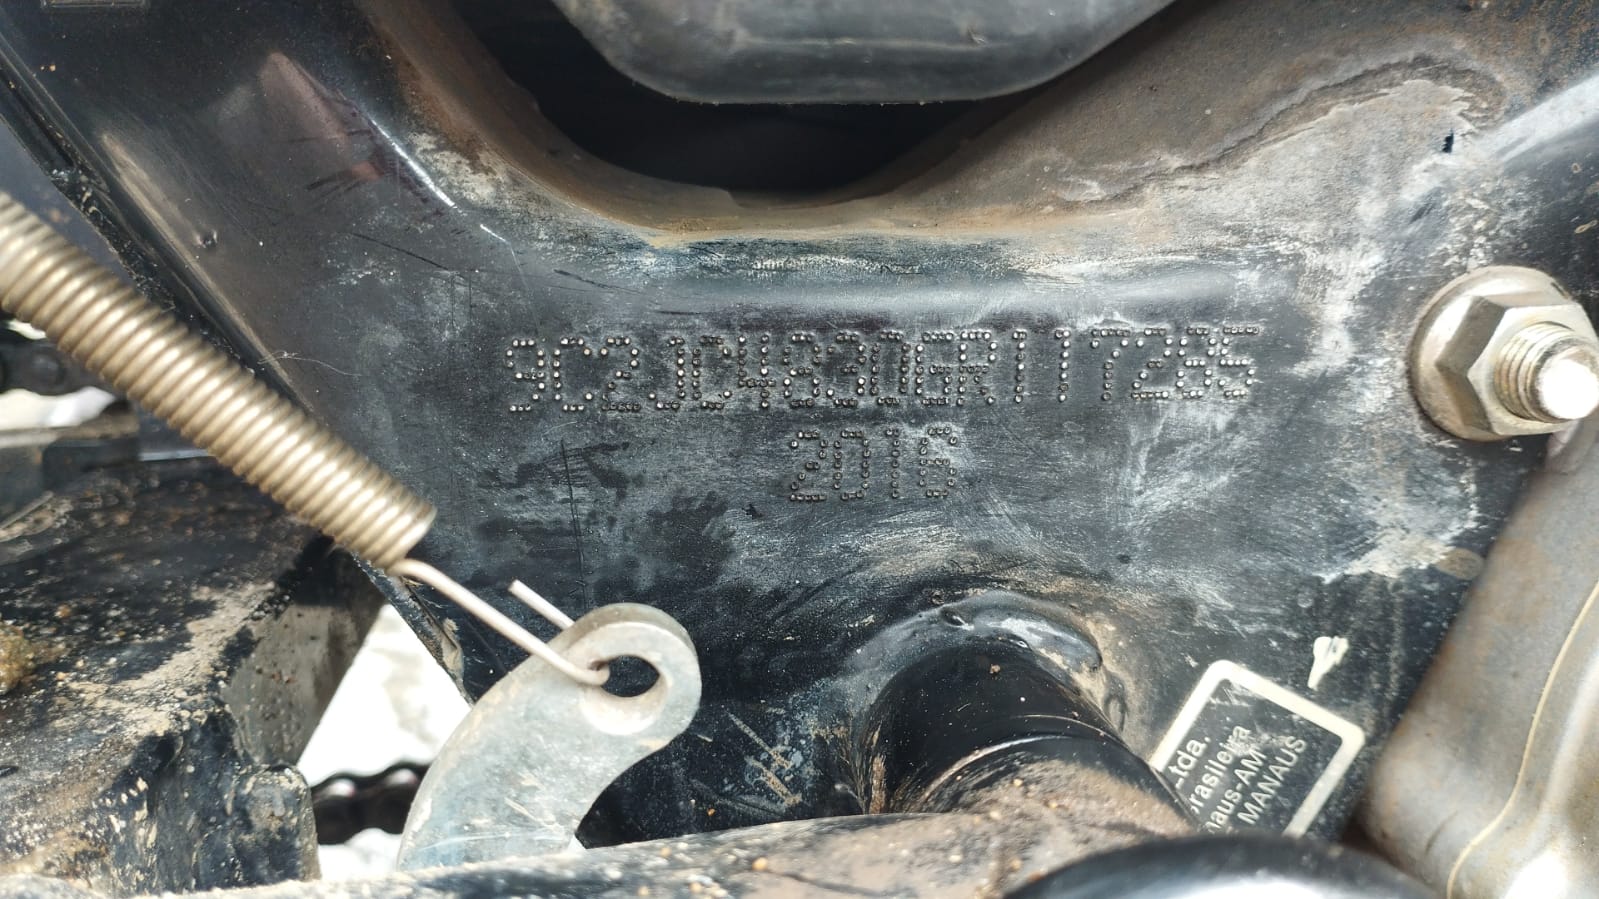 9C2JC4830GR117285
2016
Ltda.
rasileira
naus-AM
MANAUS